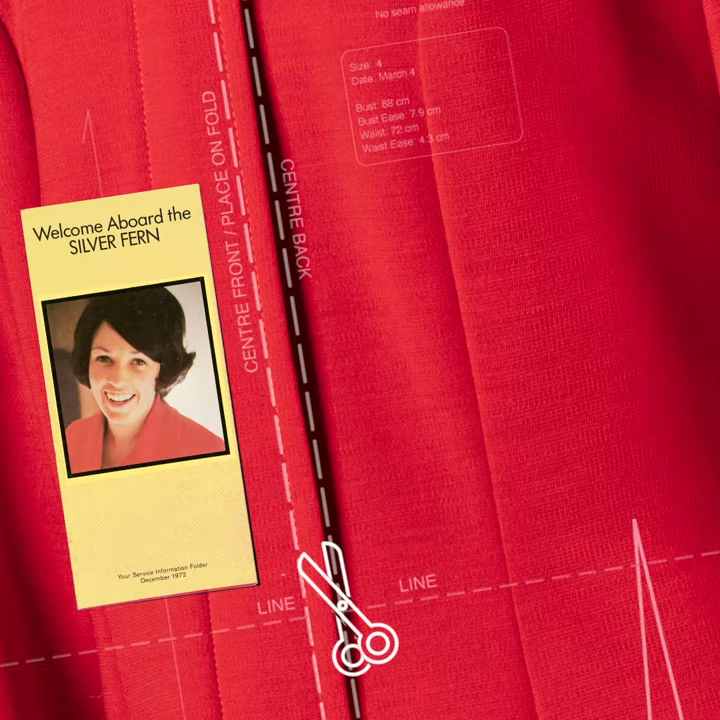 No seam allowance
Size: 4
Date: March 4
Bust: 88 cm
Bust Ease: 7.9 cm
Waist: 72 cm
Waist Ease: 4.3 cm
CENTRE FRONT / PLACE ON FOLD
CENTRE BACK
Welcome Aboard the
SILVER FERN
Your Service Information Folder
December 1972
LINE
LINE